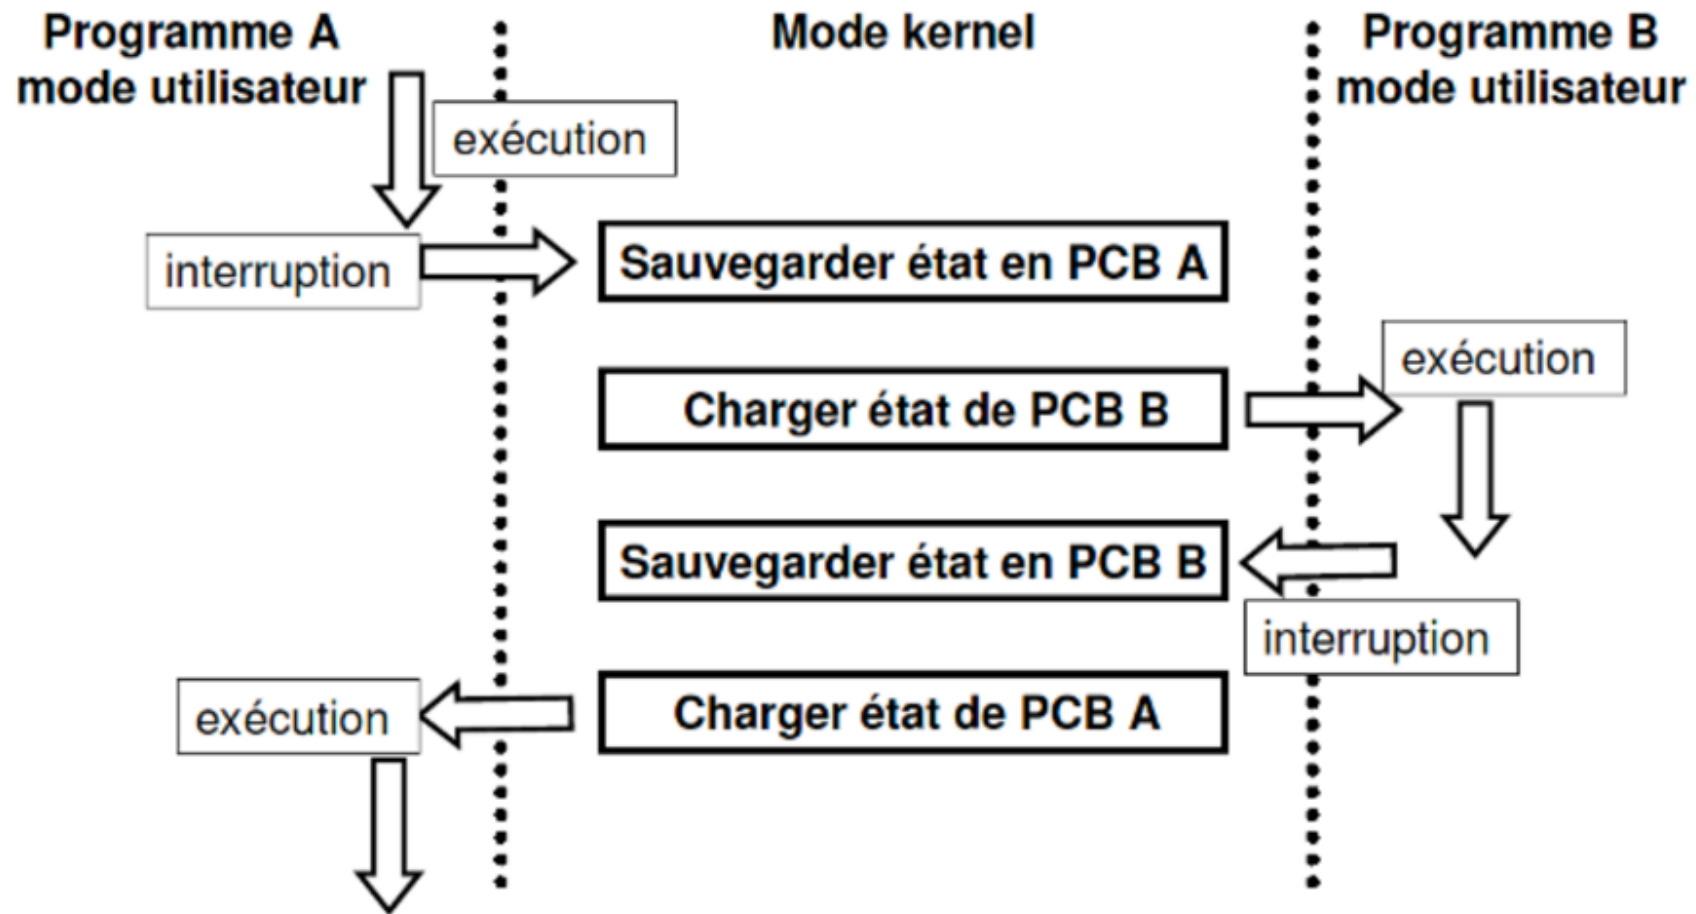 Programme A
mode utilisateur
Mode kernel
Programme B
mode utilisateur
exécution
interruption
Sauvegarder état en PCB A
exécution
Charger état de PCB B
Sauvegarder état en PCB B
interruption
exécution
Charger état de PCB A